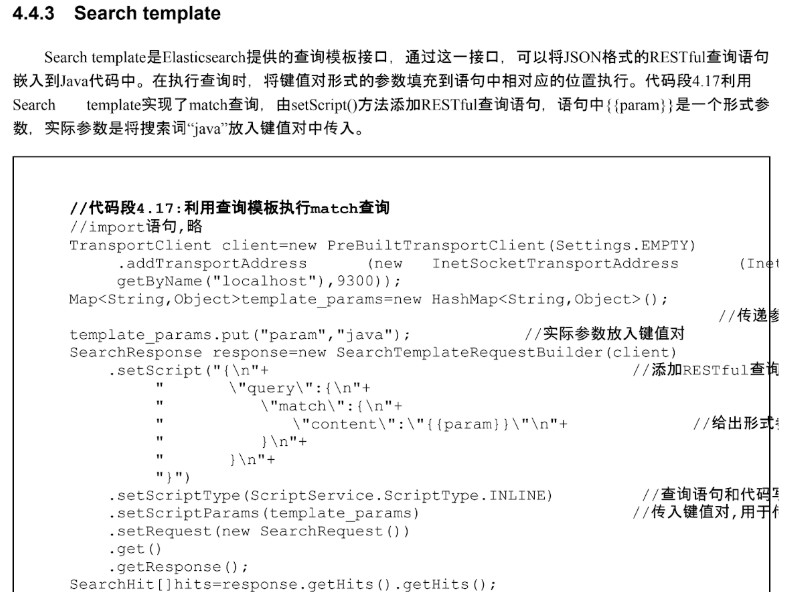 4.4.3 Search template
Search template是Elasticsearch提供的查询模板接口，通过这一接口，可以将JSON格式的RESTful查询语句
嵌入到Java代码中。在执行查询时，将键值对形式的参数填充到语句中相对应的位置执行。代码段4.17利用
Search template实现了match查询，由setScript()方法添加RESTful查询语句，语句中{{param}}是一个形式参
数，实际参数是将搜索词“java”放入键值对中传入。
//代码段4.17:利用查询模板执行match查询
//import语句,略
TransportClient client=new PreBuiltTransportClient(Settings.EMPTY)
.addTransportAddress (new InetSocketTransportAddress (Inet
getByName("localhost"),9300));
Map<String,Object>template_params=new HashMap<String,Object>();
//传递参
template_params.put("param","java"); //实际参数放入键值对
SearchResponse response=new SearchTemplateRequestBuilder(client)
.setScript("{\n"+ //添加RESTful查询
" \"query\":{\n"+
" \"match\":{\n"+
" \"content\":\"{{param}}\"\n"+ //给出形式参
" }\n"+
" }\n"+
"}")
.setScriptType(ScriptService.ScriptType.INLINE) //查询语句和代码写
.setScriptParams(template_params) //传入键值对,用于
.setRequest(new SearchRequest())
.get()
.getResponse();
SearchHit[]hits=response.getHits().getHits();